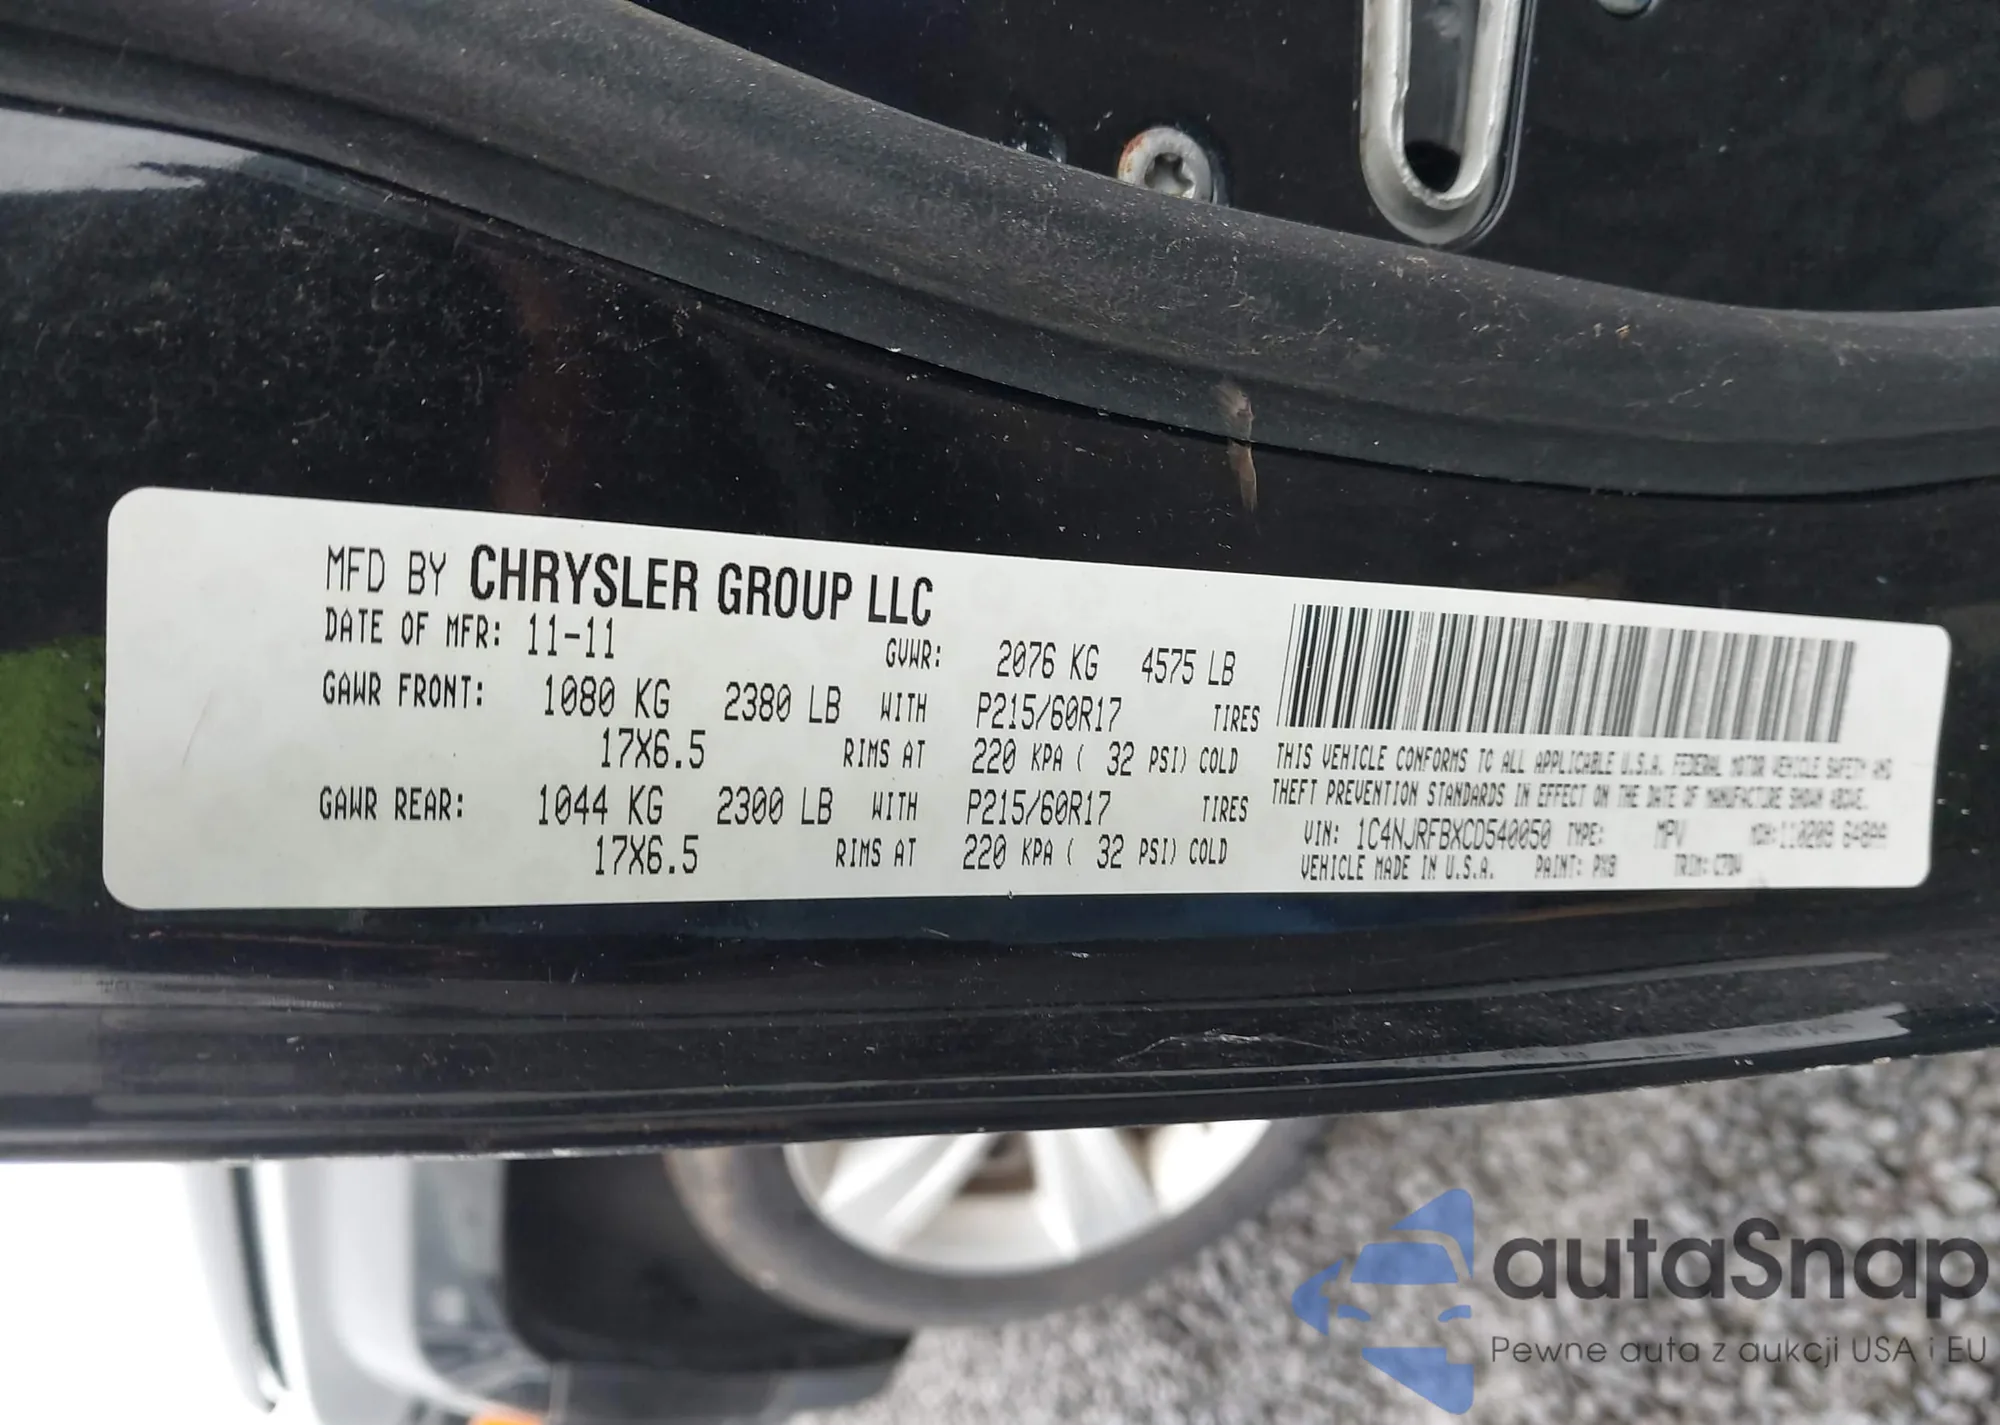 MFD BY CHRYSLER GROUP LLC
DATE OF MFR: 11-11 GVWR: 2076 KG 4575 LB
GAWR FRONT: 1080 KG 2380 LB WITH P215/60R17 TIRES
17X6.5 RIMS AT 220 KPA ( 32 PSI) COLD
GAWR REAR: 1044 KG 2300 LB WITH P215/60R17 TIRES
17X6.5 RIMS AT 220 KPA ( 32 PSI) COLD
THIS VEHICLE CONFORMS TO ALL APPLICABLE U.S.A. FEDERAL MOTOR VEHICLE SAFETY AND
THEFT PREVENTION STANDARDS IN EFFECT ON THE DATE OF MANUFACTURE SHOWN ABOVE.
VIN: 1C4NJRFBXCD540050 TYPE: MPV MDH:
VEHICLE MADE IN U.S.A. PAINT: PX8 TRIM:
autaSnap
Pewne auta z aukcji USA i EU